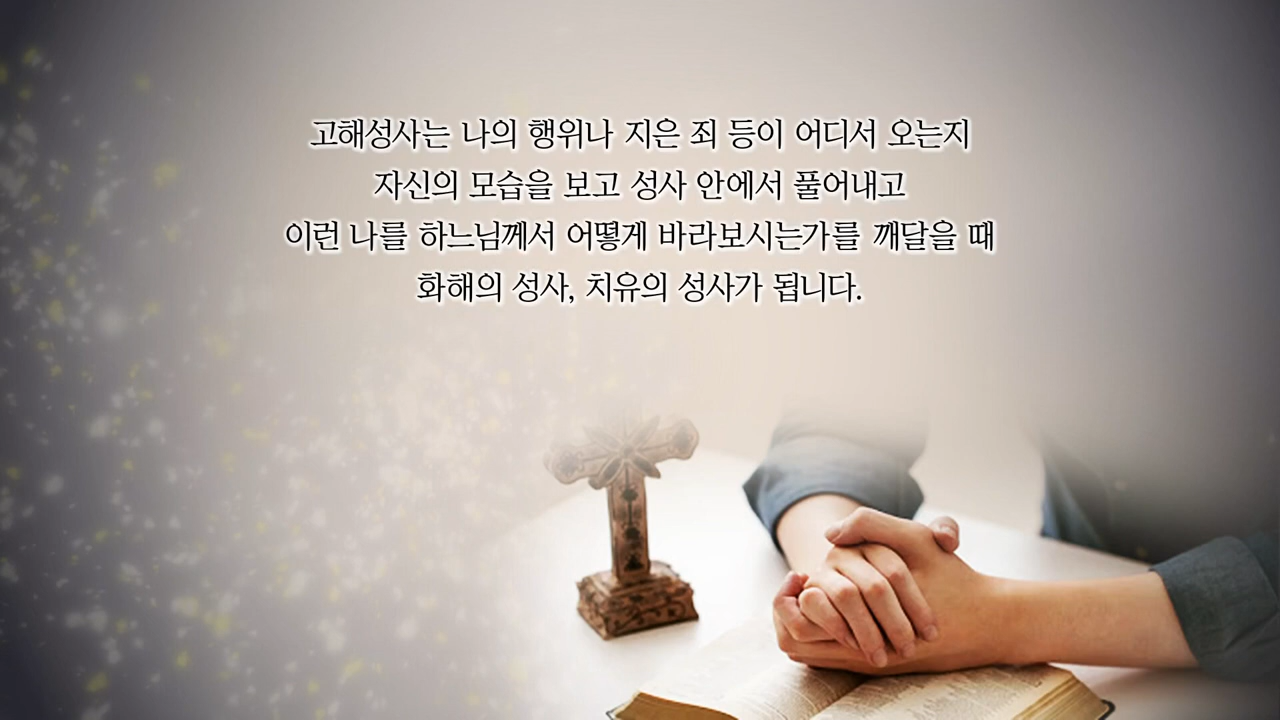 고해성사는 나의 행위나 지은 죄 등이 어디서 오는지
자신의 모습을 보고 성사 안에서 풀어내고
이런 나를 하느님께서 어떻게 바라보시는가를 깨달을 때
화해의 성사, 치유의 성사가 됩니다.